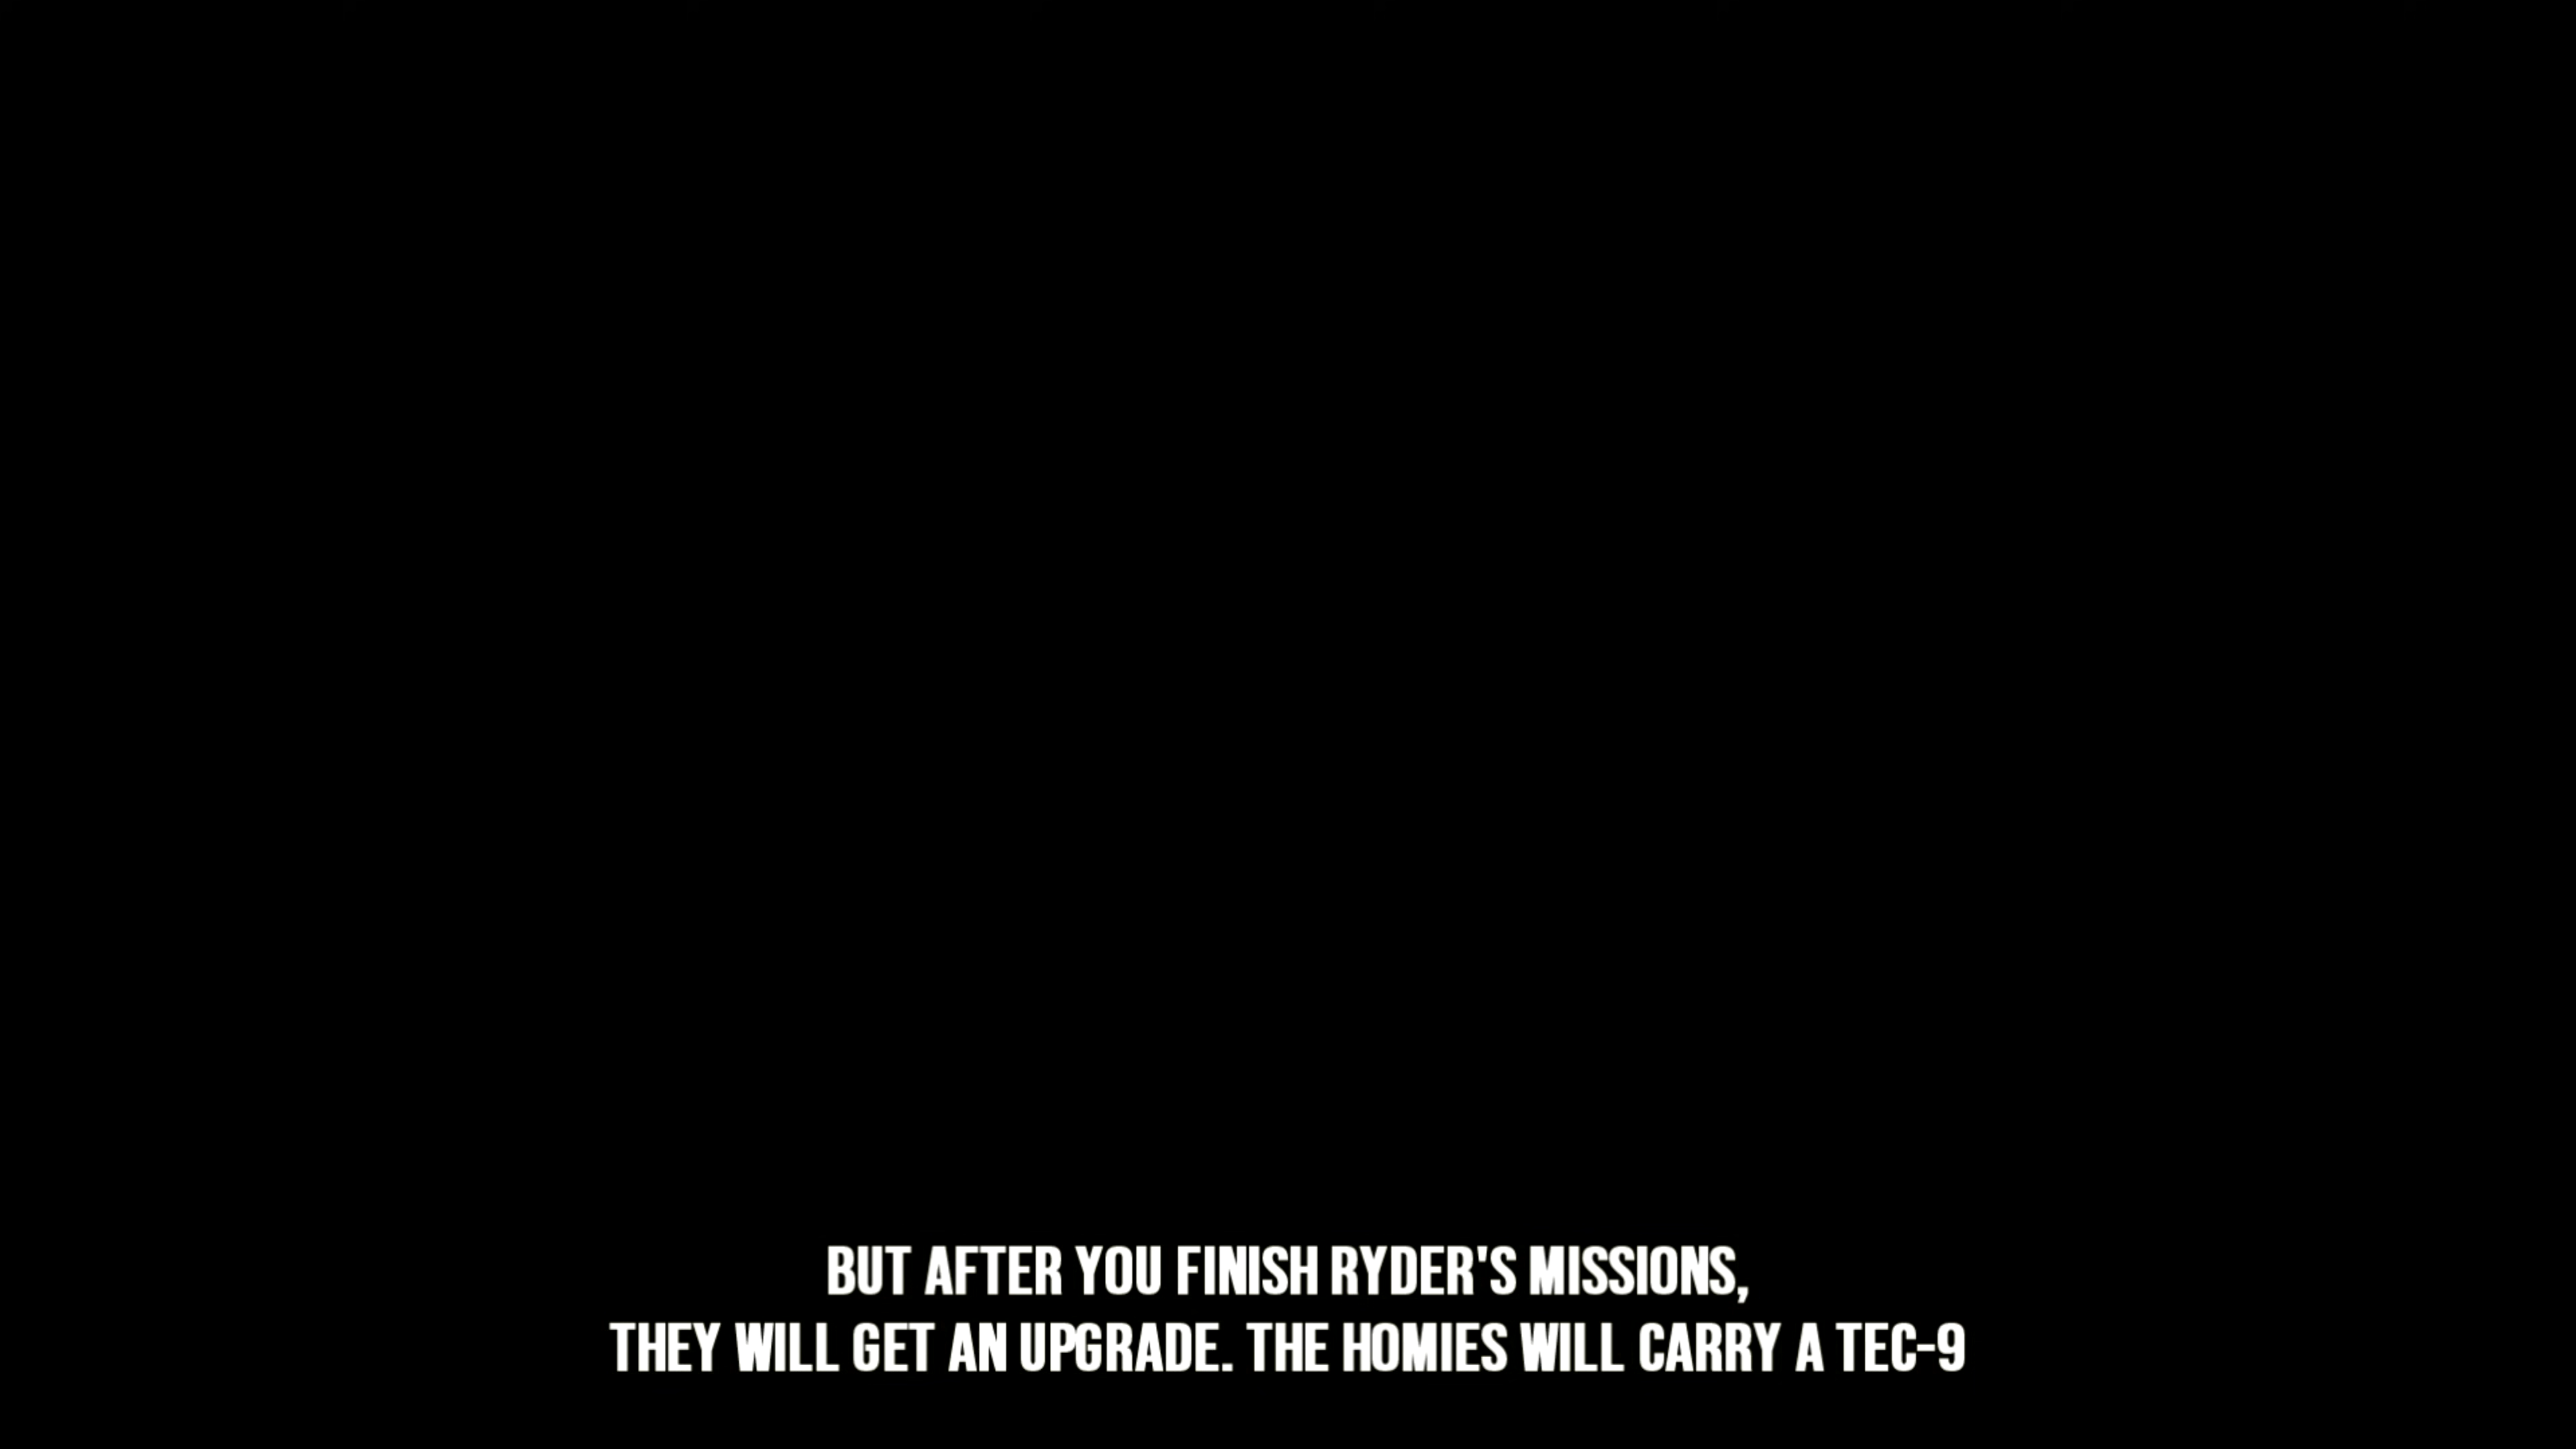 BUT AFTER YOU FINISH RYDER'S MISSIONS,
THEY WILL GET AN UPGRADE. THE HOMIES WILL CARRY A TEC-9